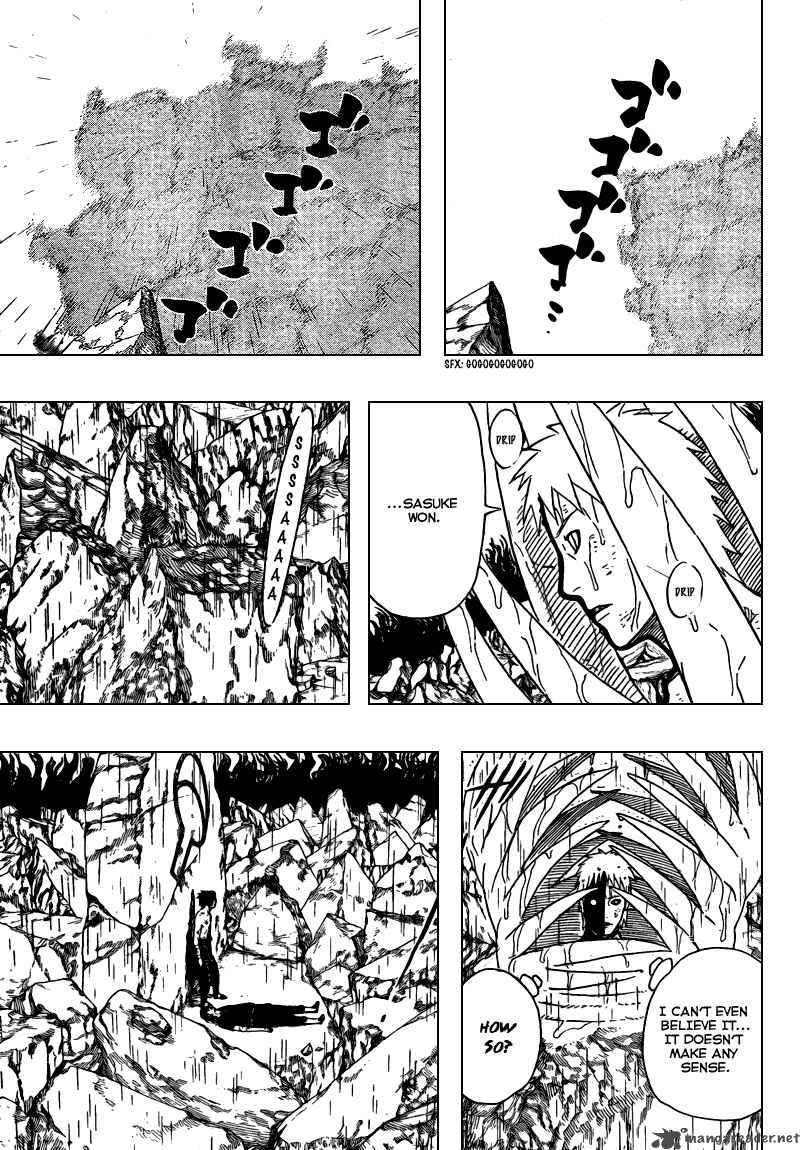 ゴゴゴゴ…
SFX: GOGOGOGOGOGO
ゴゴゴゴ
DRIP
...SASUKE
WON.
DRIP
SSSSAAAAA
I CAN'T EVEN
BELIEVE IT...
IT DOESN'T
MAKE ANY
SENSE.
HOW
SO?
mangareader.net